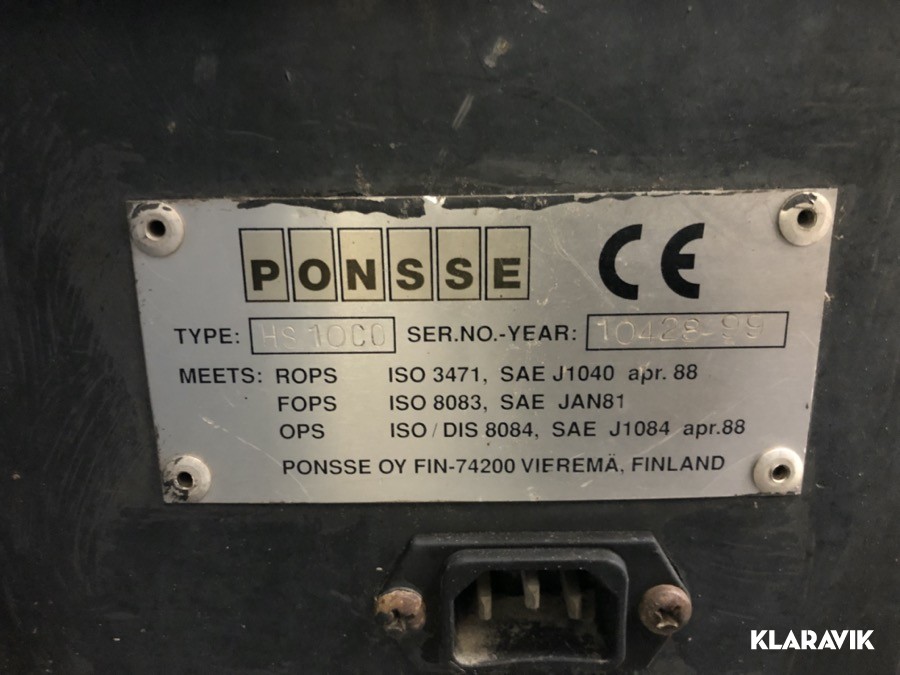 PONSSE CE
TYPE: HS 1000 SER.NO.-YEAR: 10428-99
MEETS: ROPS ISO 3471, SAE J1040 apr. 88
FOPS ISO 8083, SAE JAN81
OPS ISO/DIS 8084, SAE J1084 apr.88
PONSSE OY FIN-74200 VIEREMÄ, FINLAND
KLARAVIK